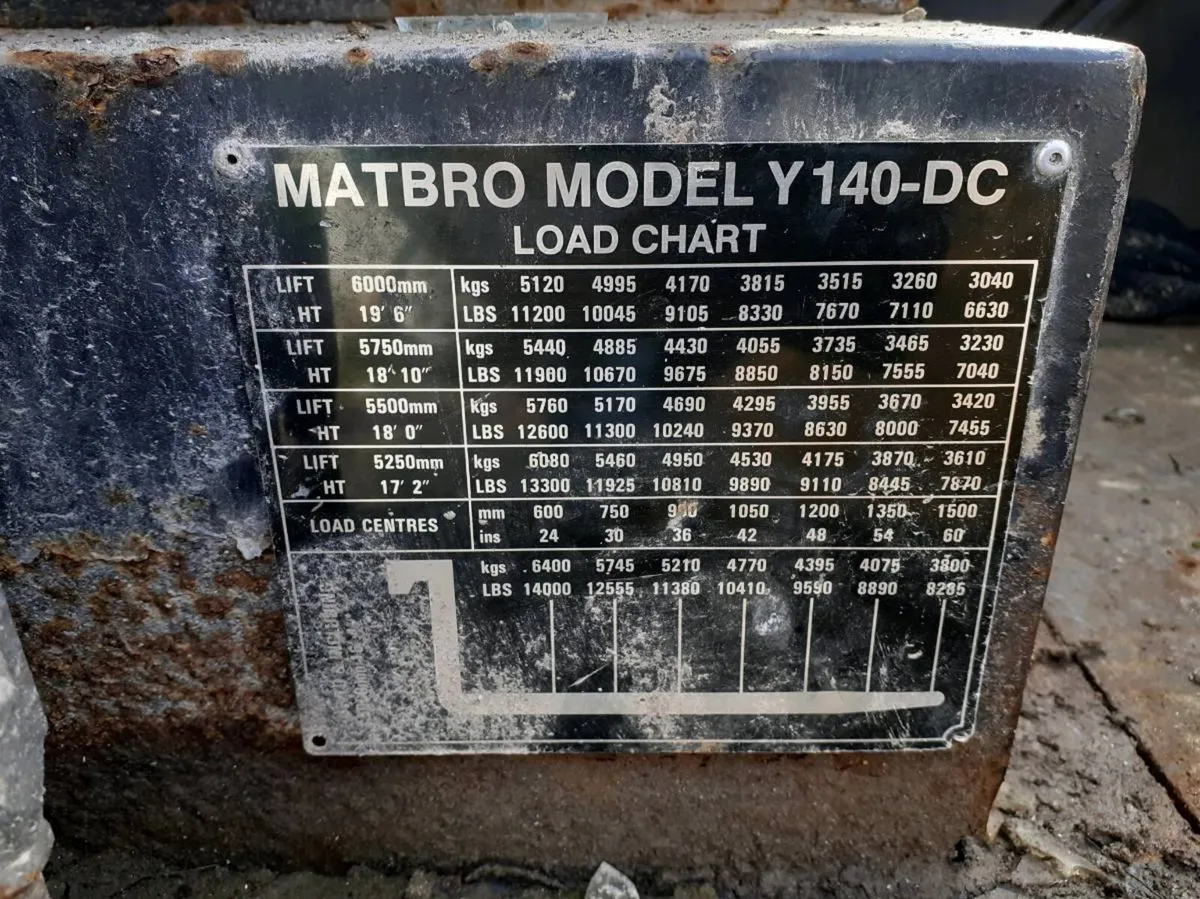 MATBRO MODEL Y140-DC
LOAD CHART
LIFT 6000mm kgs 5120 4995 4170 3815 3515 3260 3040
HT 19' 6" LBS 11200 10045 9105 8330 7670 7110 6630
LIFT 5750mm kgs 5440 4885 4430 4055 3735 3465 3230
HT 18' 10" LBS 11900 10670 9675 8850 8150 7555 7040
LIFT 5500mm kgs 5760 5170 4690 4295 3955 3670 3420
HT 18' 0" LBS 12600 11300 10240 9370 8630 8000 7455
LIFT 5250mm kgs 6080 5460 4950 4530 4175 3870 3610
HT 17' 2" LBS 13300 11925 10810 9890 9110 8445 7870
LOAD CENTRES mm 600 750 900 1050 1200 1350 1500
ins 24 30 36 42 48 54 60
kgs 6400 5745 5210 4770 4395 4075 3800
LBS 14000 12555 11380 10410 9590 8890 8285